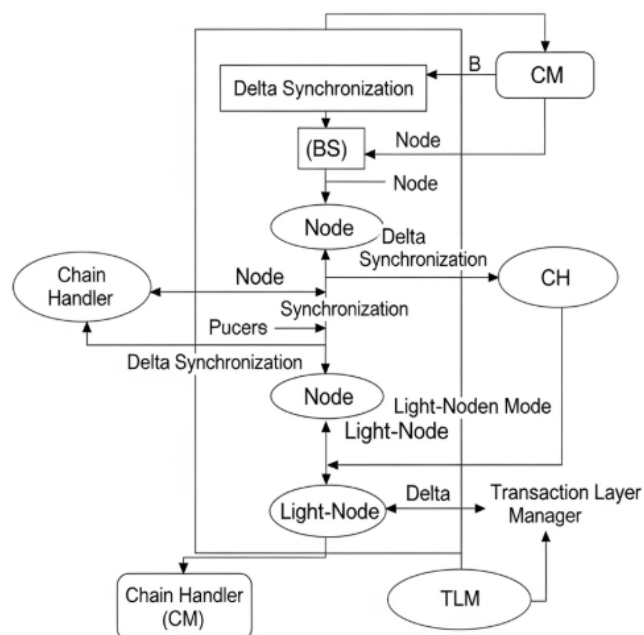 B
CM
Delta Synchronization
(BS)
Node
Node
Node
Delta
Synchronization
Chain
Handler
Node
CH
Synchronization
Pucers
Delta Synchronization
Node
Light-Noden Mode
Light-Node
Light-Node
Delta
Transaction Layer
Manager
Chain Handler
(CM)
TLM